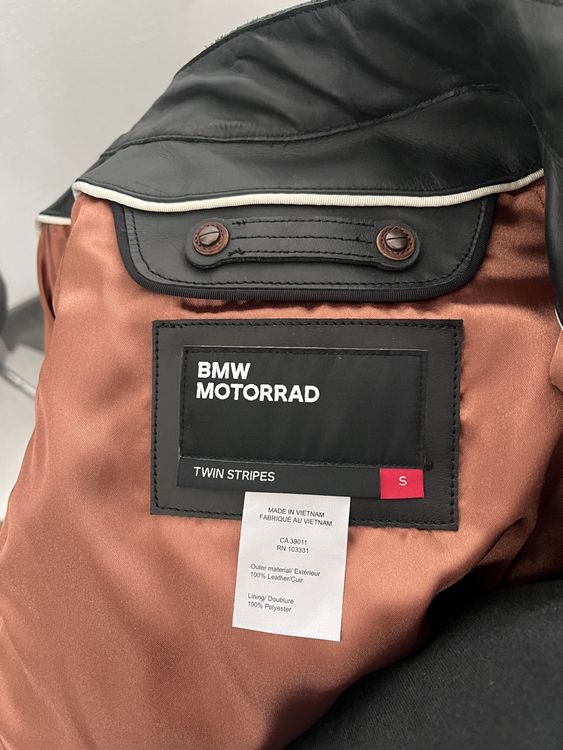 BMW
MOTORRAD
TWIN STRIPES
S
MADE IN VIETNAM
FABRIQUÉ AU VIETNAM
CA 39011
RN 103331
Outer material/ Extérieur
100% Leather/Cuir
Lining/ Doublure
100% Polyester